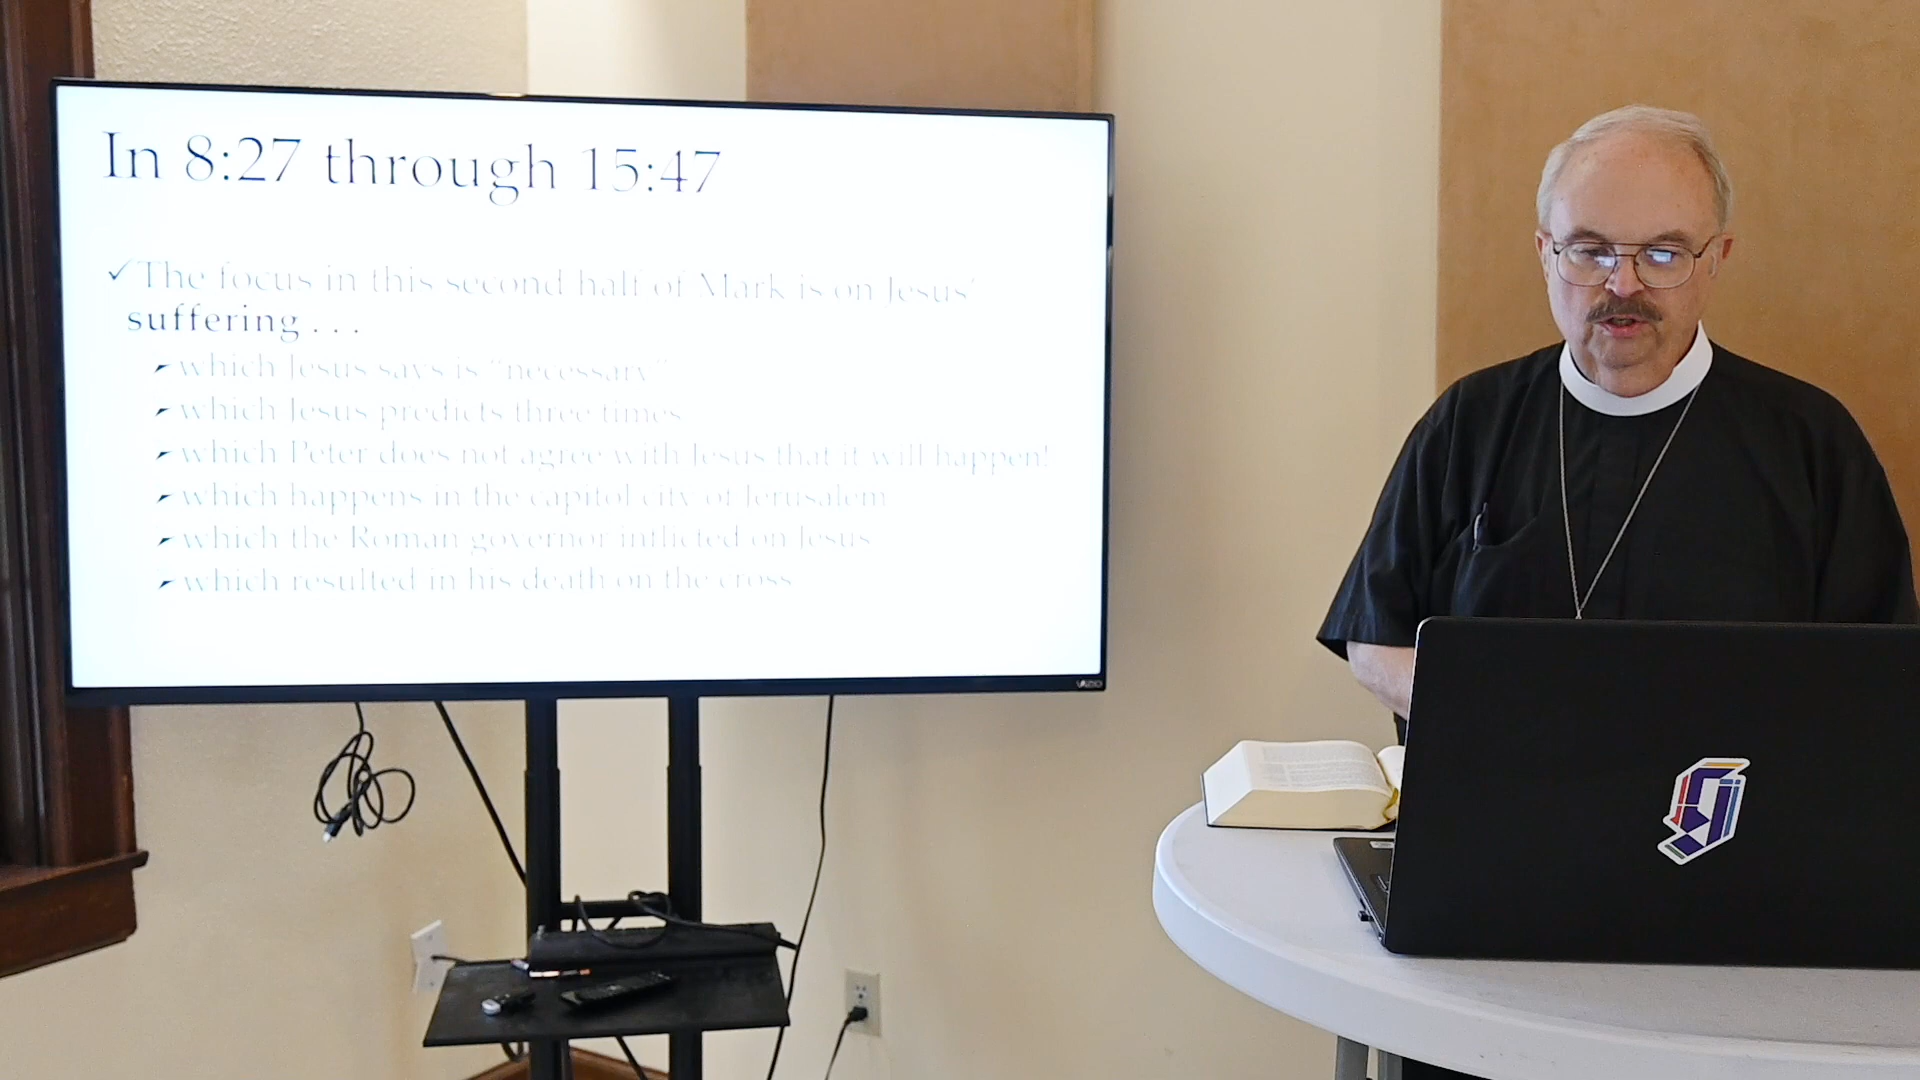 In 8:27 through 15:47
✓The focus in this second half of Mark is on Jesus'
suffering . . .
➤which Jesus says is "necessary"
➤which Jesus predicts three times
➤which Peter does not agree with Jesus that it will happen!
➤which happens in the capitol city of Jerusalem
➤which the Roman governor inflicted on Jesus
➤which resulted in his death on the cross
VIZIO